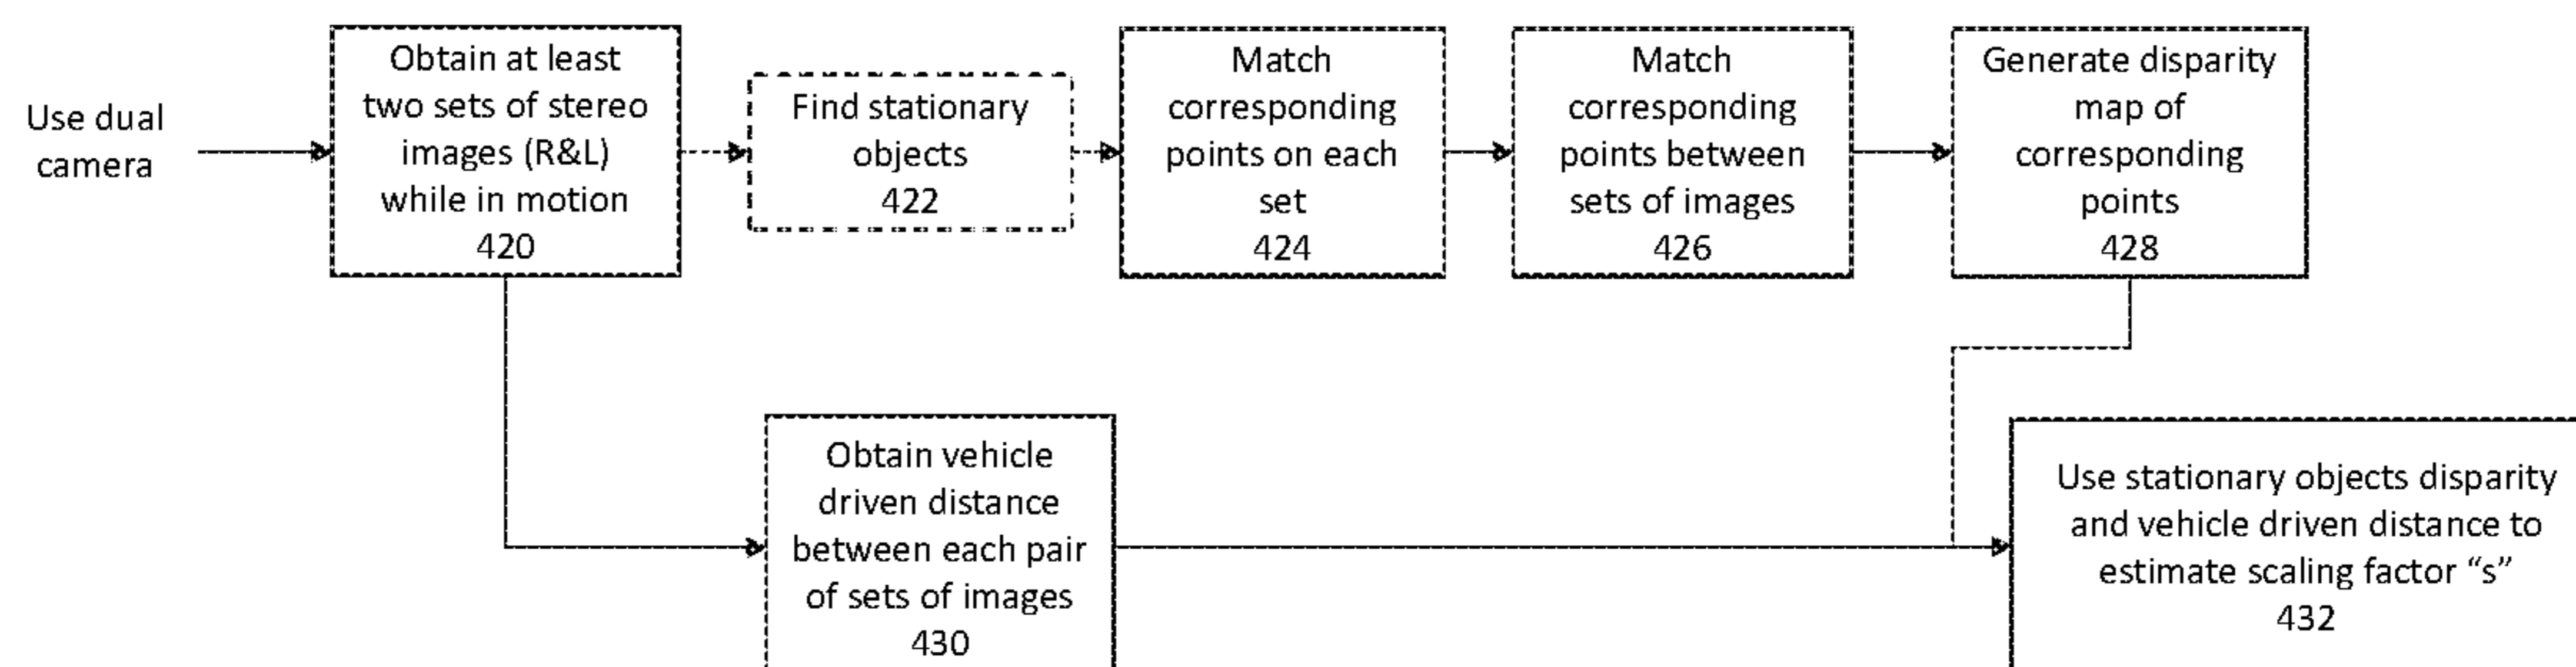 Use dual
camera
Obtain at least
two sets of stereo
images (R&L)
while in motion
420
Find stationary
objects
422
Match
corresponding
points on each
set
424
Match
corresponding
points between
sets of images
426
Generate disparity
map of
corresponding
points
428
Obtain vehicle
driven distance
between each pair
of sets of images
430
Use stationary objects disparity
and vehicle driven distance to
estimate scaling factor “s”
432